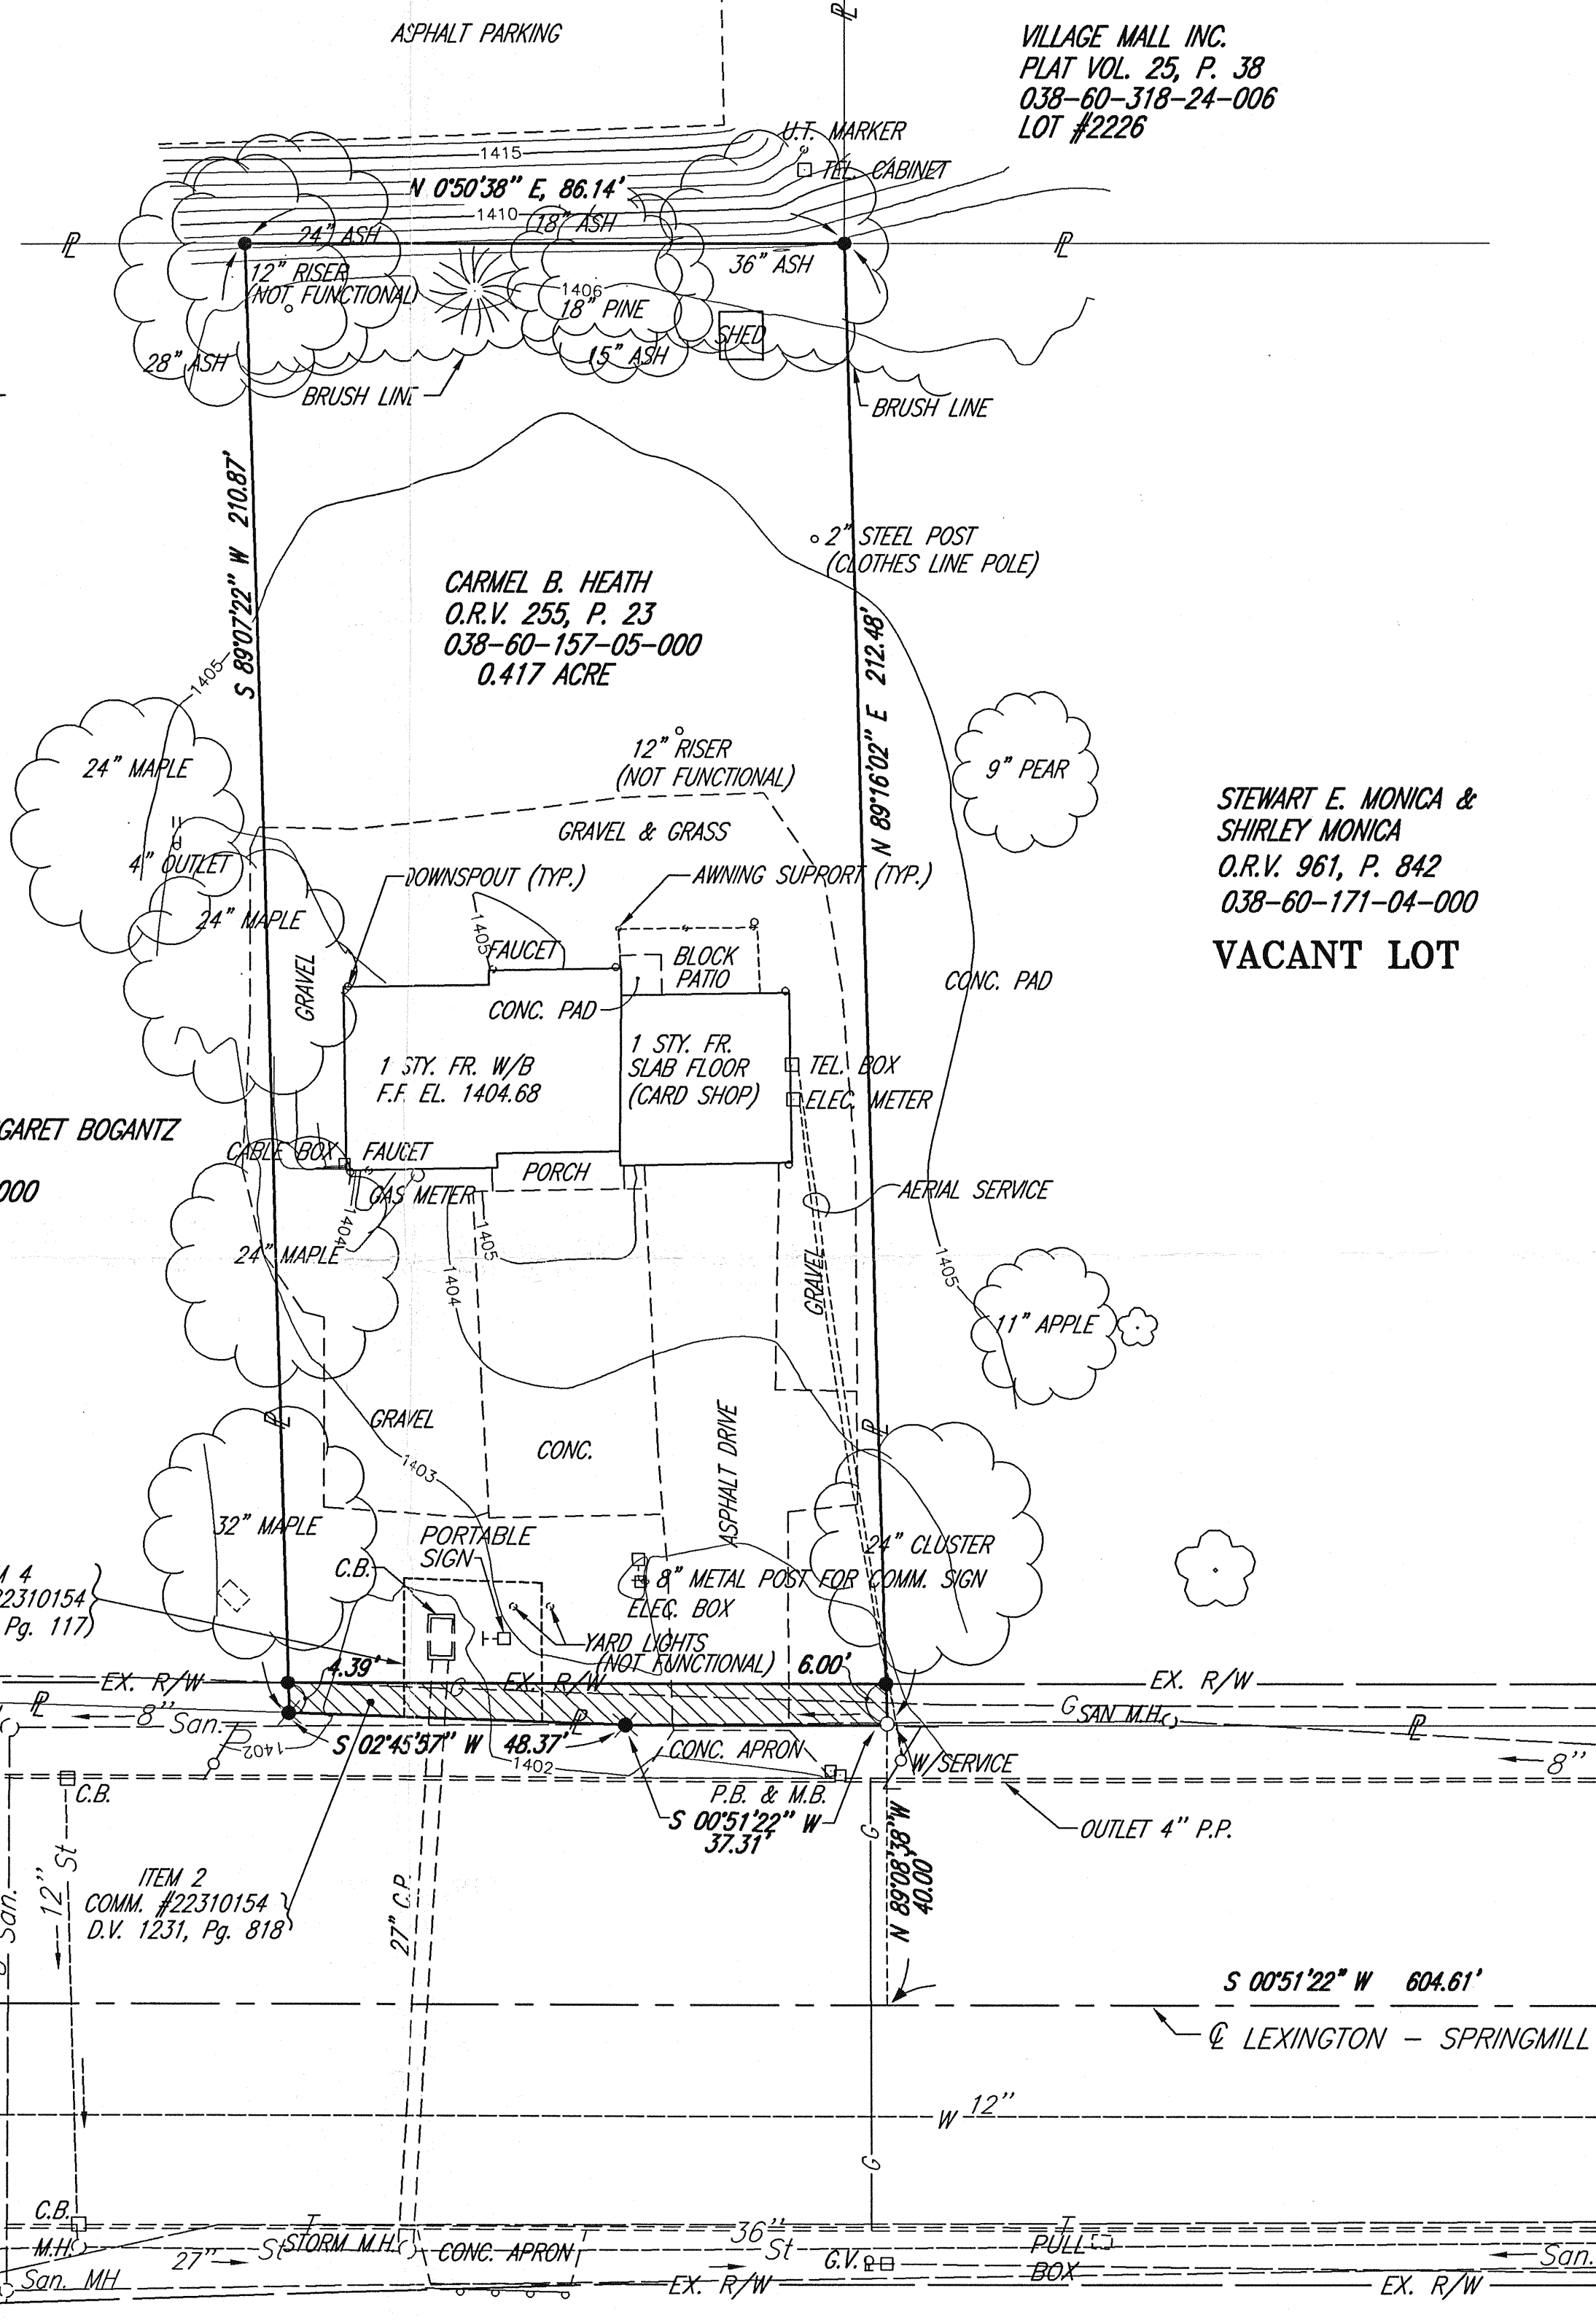 ASPHALT PARKING
VILLAGE MALL INC.
PLAT VOL. 25, P. 38
038-60-318-24-006
LOT #2226
U.T. MARKER
TEL. CABINET
1415
N 0°50'38" E, 86.14'
1410
18" ASH
24" ASH
36" ASH
12" RISER
(NOT FUNCTIONAL)
1406
18" PINE
SHED
28" ASH
15" ASH
BRUSH LINE
BRUSH LINE
S 89°07'22" W 210.87'
2" STEEL POST
(CLOTHES LINE POLE)
CARMEL B. HEATH
O.R.V. 255, P. 23
038-60-157-05-000
0.417 ACRE
1405
N 89°16'02" E 212.48'
12" RISER
(NOT FUNCTIONAL)
24" MAPLE
9" PEAR
GRAVEL & GRASS
STEWART E. MONICA &
SHIRLEY MONICA
O.R.V. 961, P. 842
038-60-171-04-000
VACANT LOT
4" OUTLET
DOWNSPOUT (TYP.)
AWNING SUPPORT (TYP.)
24" MAPLE
1405
FAUCET
BLOCK
PATIO
GRAVEL
CONC. PAD
CONC. PAD
1 STY. FR. W/B
F.F. EL. 1404.68
1 STY. FR.
SLAB FLOOR
(CARD SHOP)
TEL. BOX
ELEC. METER
GARET BOGANTZ
000
CABLE BOX
FAUCET
PORCH
GAS METER
AERIAL SERVICE
1404
1405
24" MAPLE
1404
GRAVEL
1405
11" APPLE
GRAVEL
1403
CONC.
ASPHALT DRIVE
PL
PL
32" MAPLE
PORTABLE
SIGN
24" CLUSTER
C.B.
8" METAL POST FOR COMM. SIGN
ELEC. BOX
M 4
22310154
Pg. 117)
YARD LIGHTS
(NOT FUNCTIONAL)
4.39'
6.00'
EX. R/W
EX. R/W
EX. R/W
G
G
SAN M.H.
PL
8" San.
PL
PL
1402
S 02°45'57" W 48.37'
1402
CONC. APRON
W/SERVICE
8"
C.B.
P.B. & M.B.
S 00°51'22" W
37.31'
OUTLET 4" P.P.
G
N 89°08'38" W
40.00'
12" St
San.
ITEM 2
COMM. #22310154
D.V. 1231, Pg. 818
27" C.P.
S 00°51'22" W 604.61'
CL LEXINGTON - SPRINGMILL
W 12"
G
C.B.
M.H.
27" St
STORM M.H.
T
36"
St
T
CONC. APRON
G.V.
PULL
BOX
San.
San. MH
EX. R/W
EX. R/W
PL
PL
PL